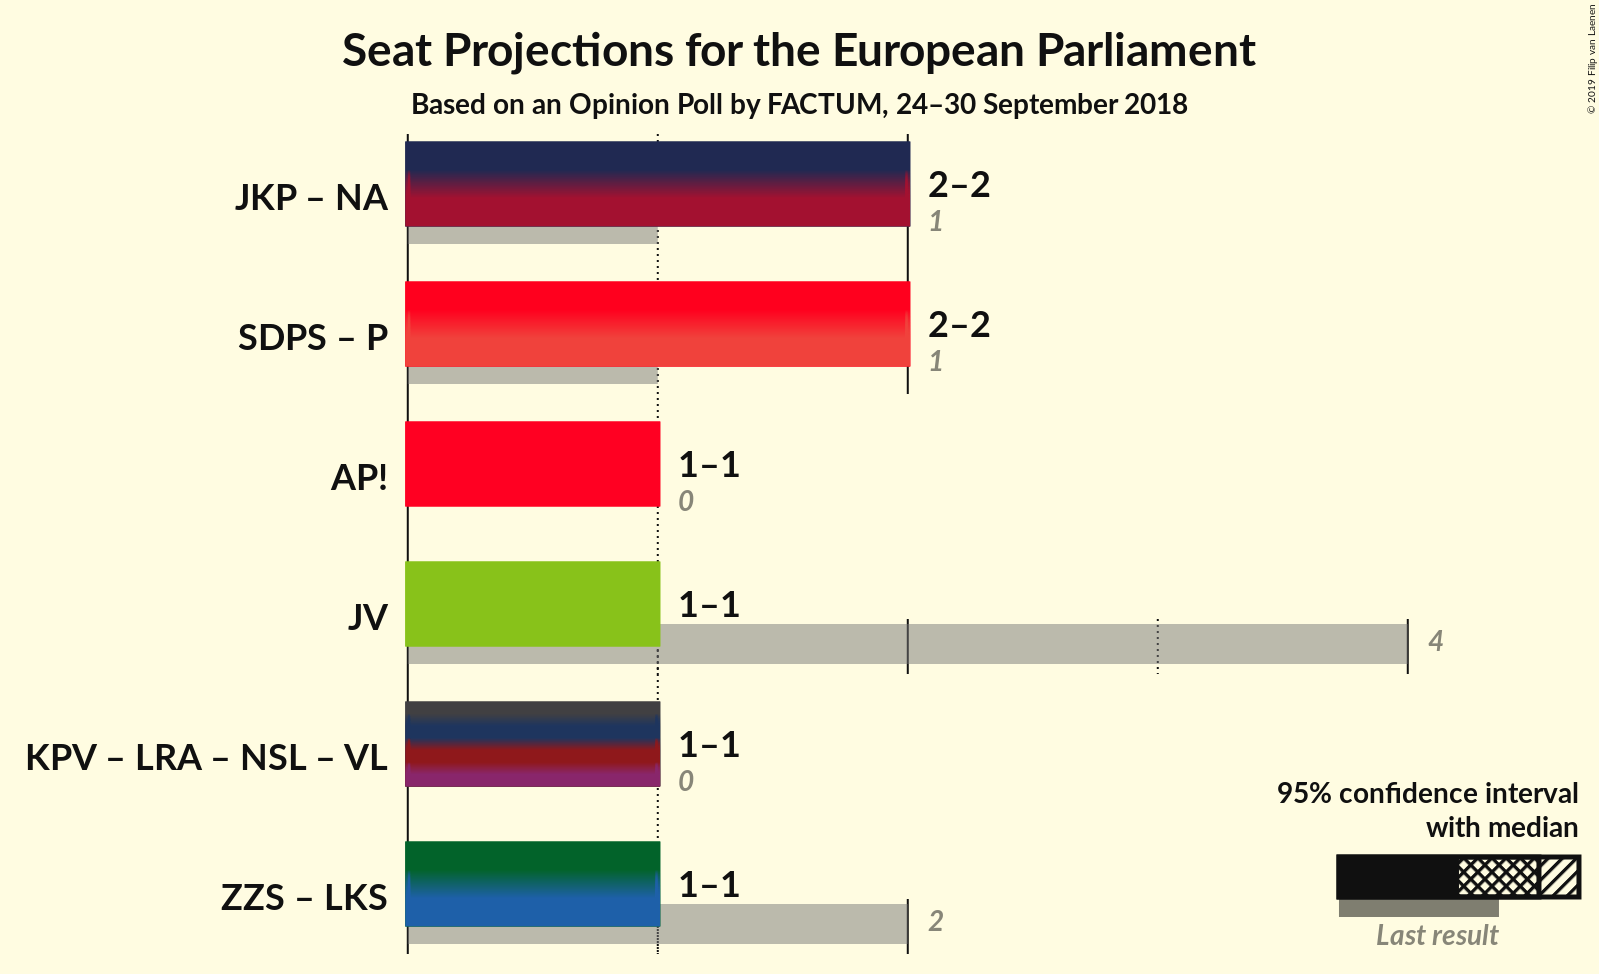 Seat Projections for the European Parliament
Based on an Opinion Poll by FACTUM, 24–30 September 2018
© 2019 Filip van Laenen
JKP – NA
2–2
1
SDPS – P
2–2
1
AP!
1–1
0
JV
1–1
4
KPV – LRA – NSL – VL
1–1
0
ZZS – LKS
1–1
2
95% confidence interval
with median
Last result